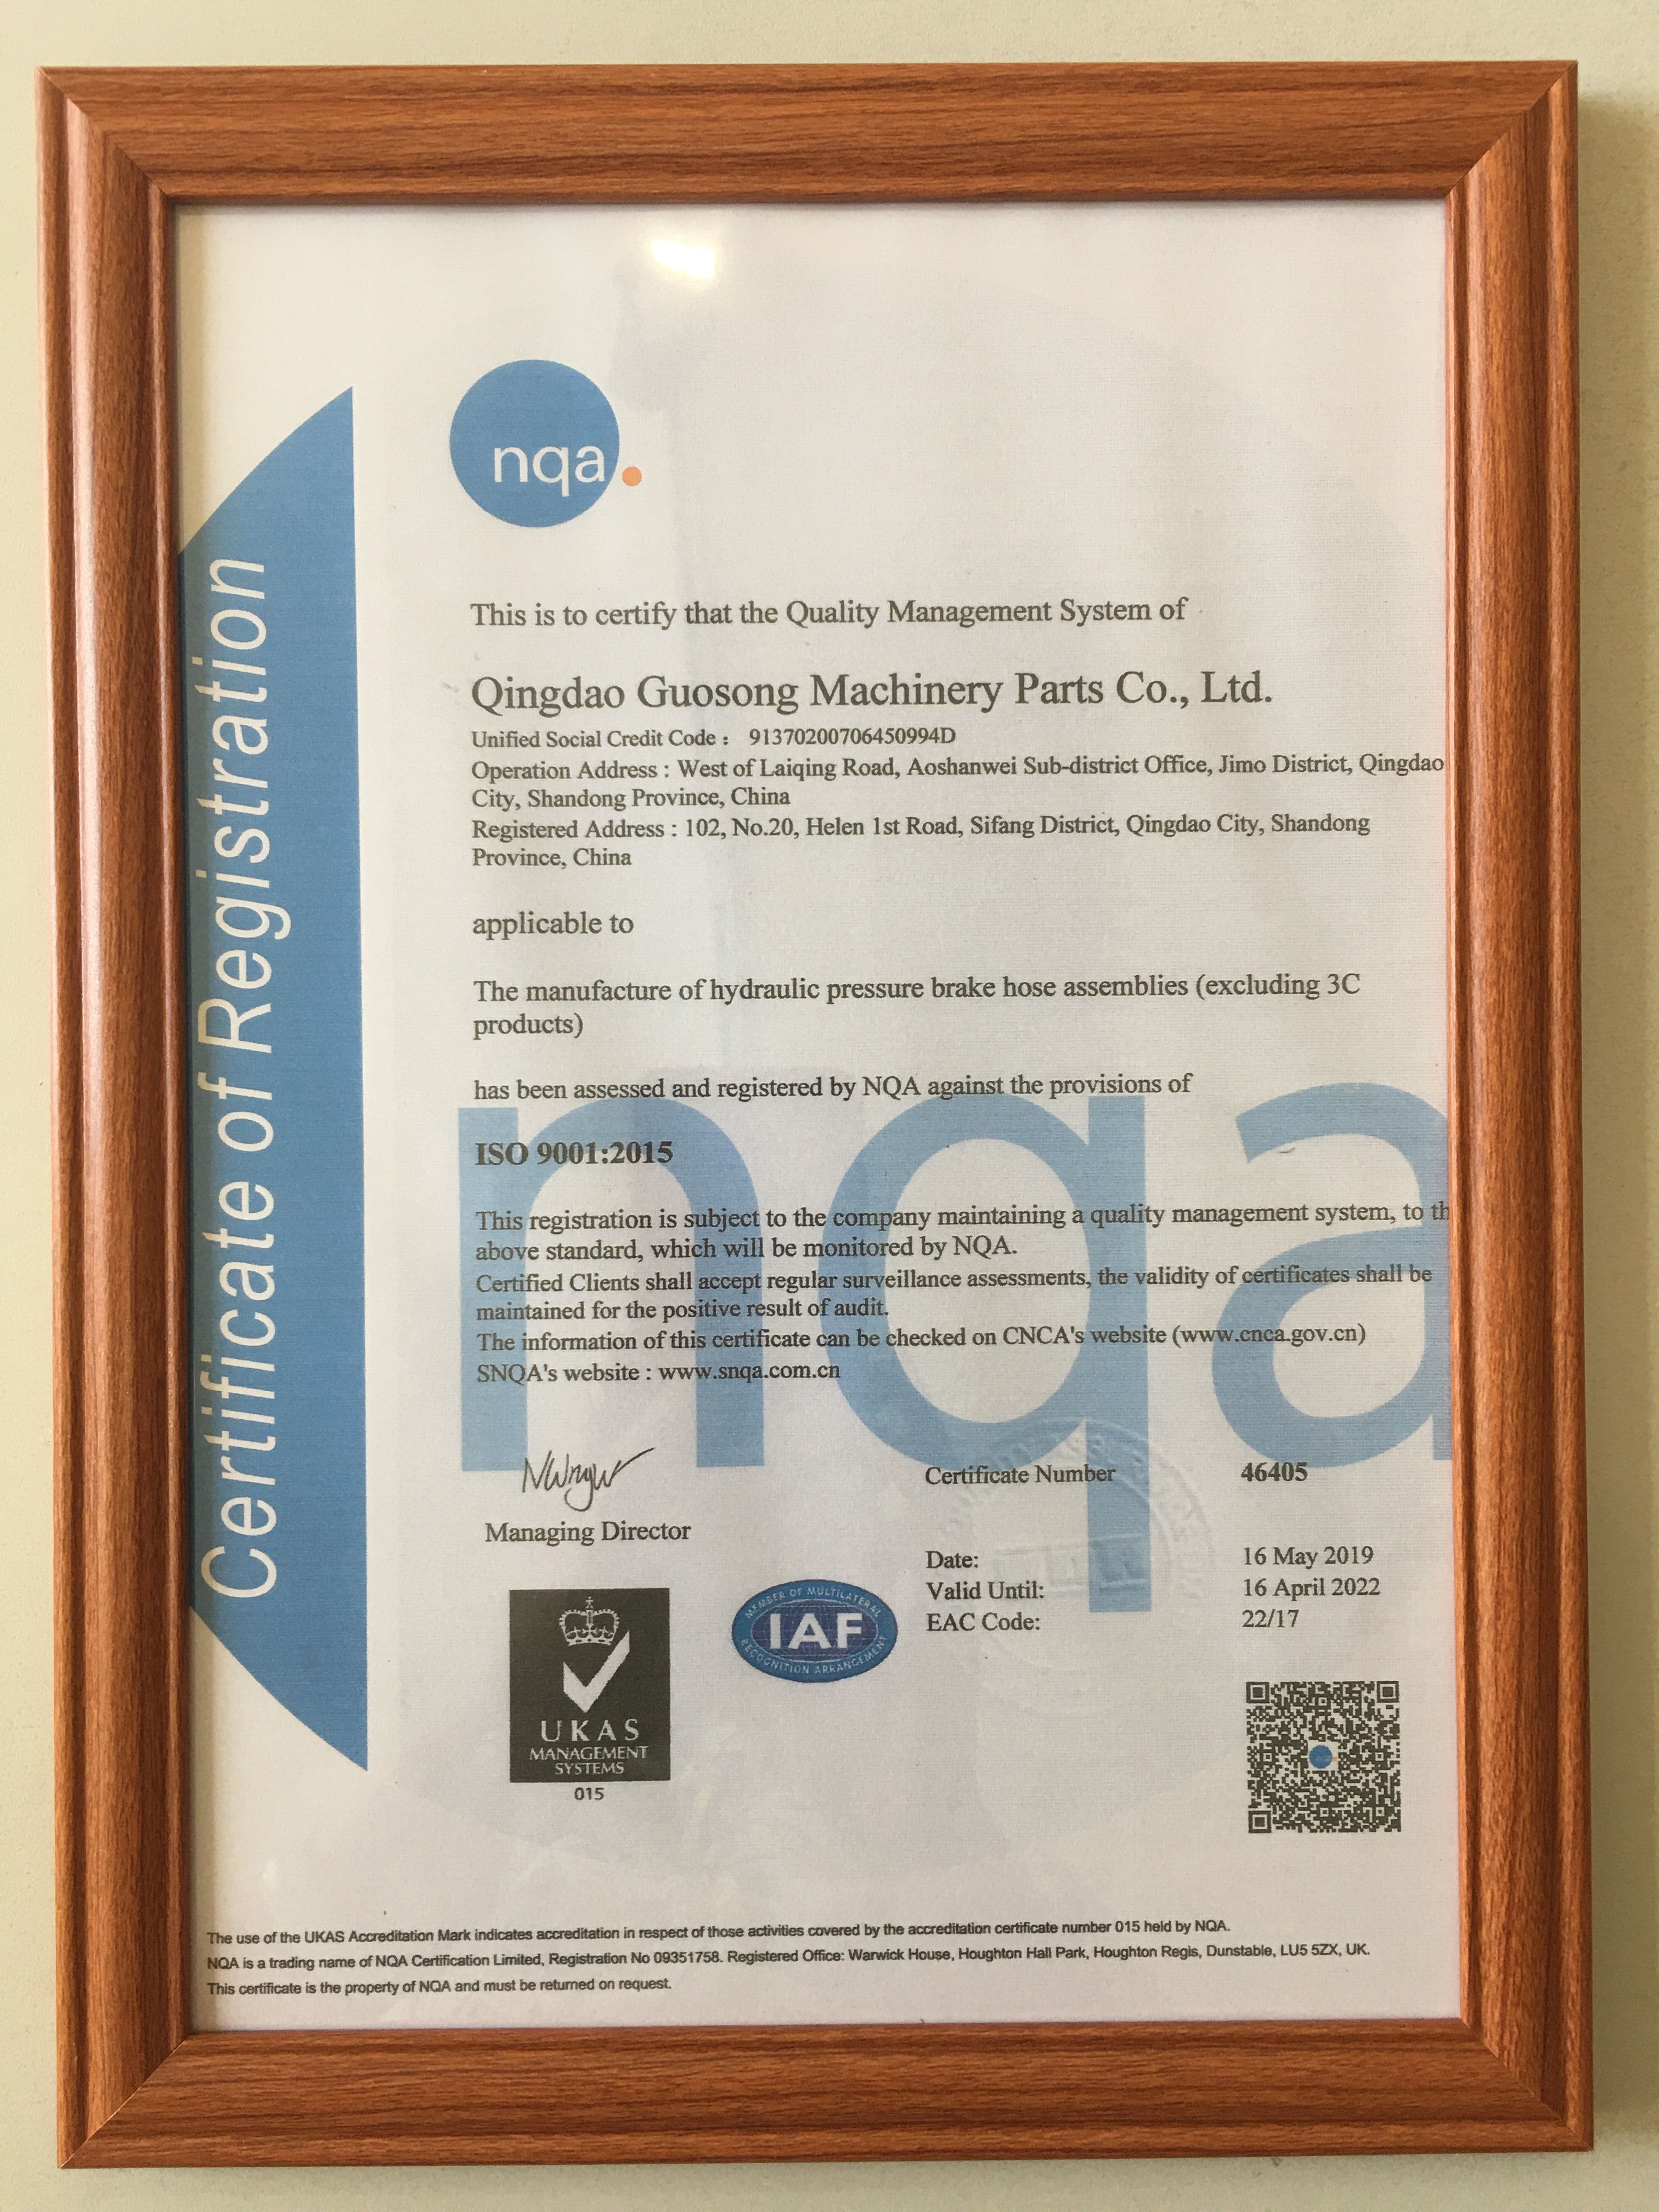 nqa.
Certificate of Registration
This is to certify that the Quality Management System of
Qingdao Guosong Machinery Parts Co., Ltd.
Unified Social Credit Code : 91370200706450994D
Operation Address : West of Laiqing Road, Aoshanwei Sub-district Office, Jimo District, Qingdao
City, Shandong Province, China
Registered Address : 102, No.20, Helen 1st Road, Sifang District, Qingdao City, Shandong
Province, China
applicable to
The manufacture of hydraulic pressure brake hose assemblies (excluding 3C
products)
has been assessed and registered by NQA against the provisions of
nqa
ISO 9001:2015
This registration is subject to the company maintaining a quality management system, to th
above standard, which will be monitored by NQA.
Certified Clients shall accept regular surveillance assessments, the validity of certificates shall be
maintained for the positive result of audit.
The information of this certificate can be checked on CNCA's website (www.cnca.gov.cn)
SNQA's website : www.snqa.com.cn
Managing Director
Certificate Number 46405
Date: 16 May 2019
Valid Until: 16 April 2022
EAC Code: 22/17
UKAS
MANAGEMENT
SYSTEMS
015
MEMBER OF MULTILATERAL
IAF
RECOGNITION ARRANGEMENT
The use of the UKAS Accreditation Mark indicates accreditation in respect of those activities covered by the accreditation certificate number 015 held by NQA.
NQA is a trading name of NQA Certification Limited, Registration No 09351758. Registered Office: Warwick House, Houghton Hall Park, Houghton Regis, Dunstable, LU5 5ZX, UK.
This certificate is the property of NQA and must be returned on request.